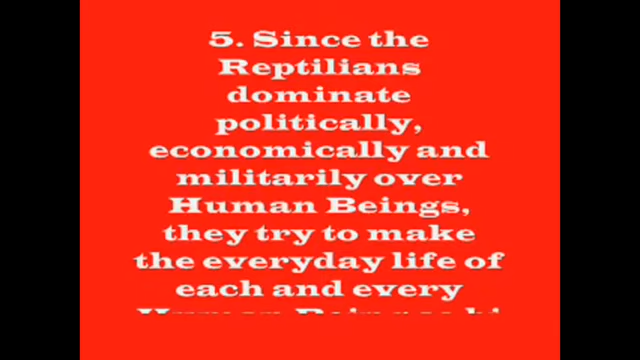 5. Since the
Reptilians
dominate
politically,
economically and
militarily over
Human Beings,
they try to make
the everyday life of
each and every
Human